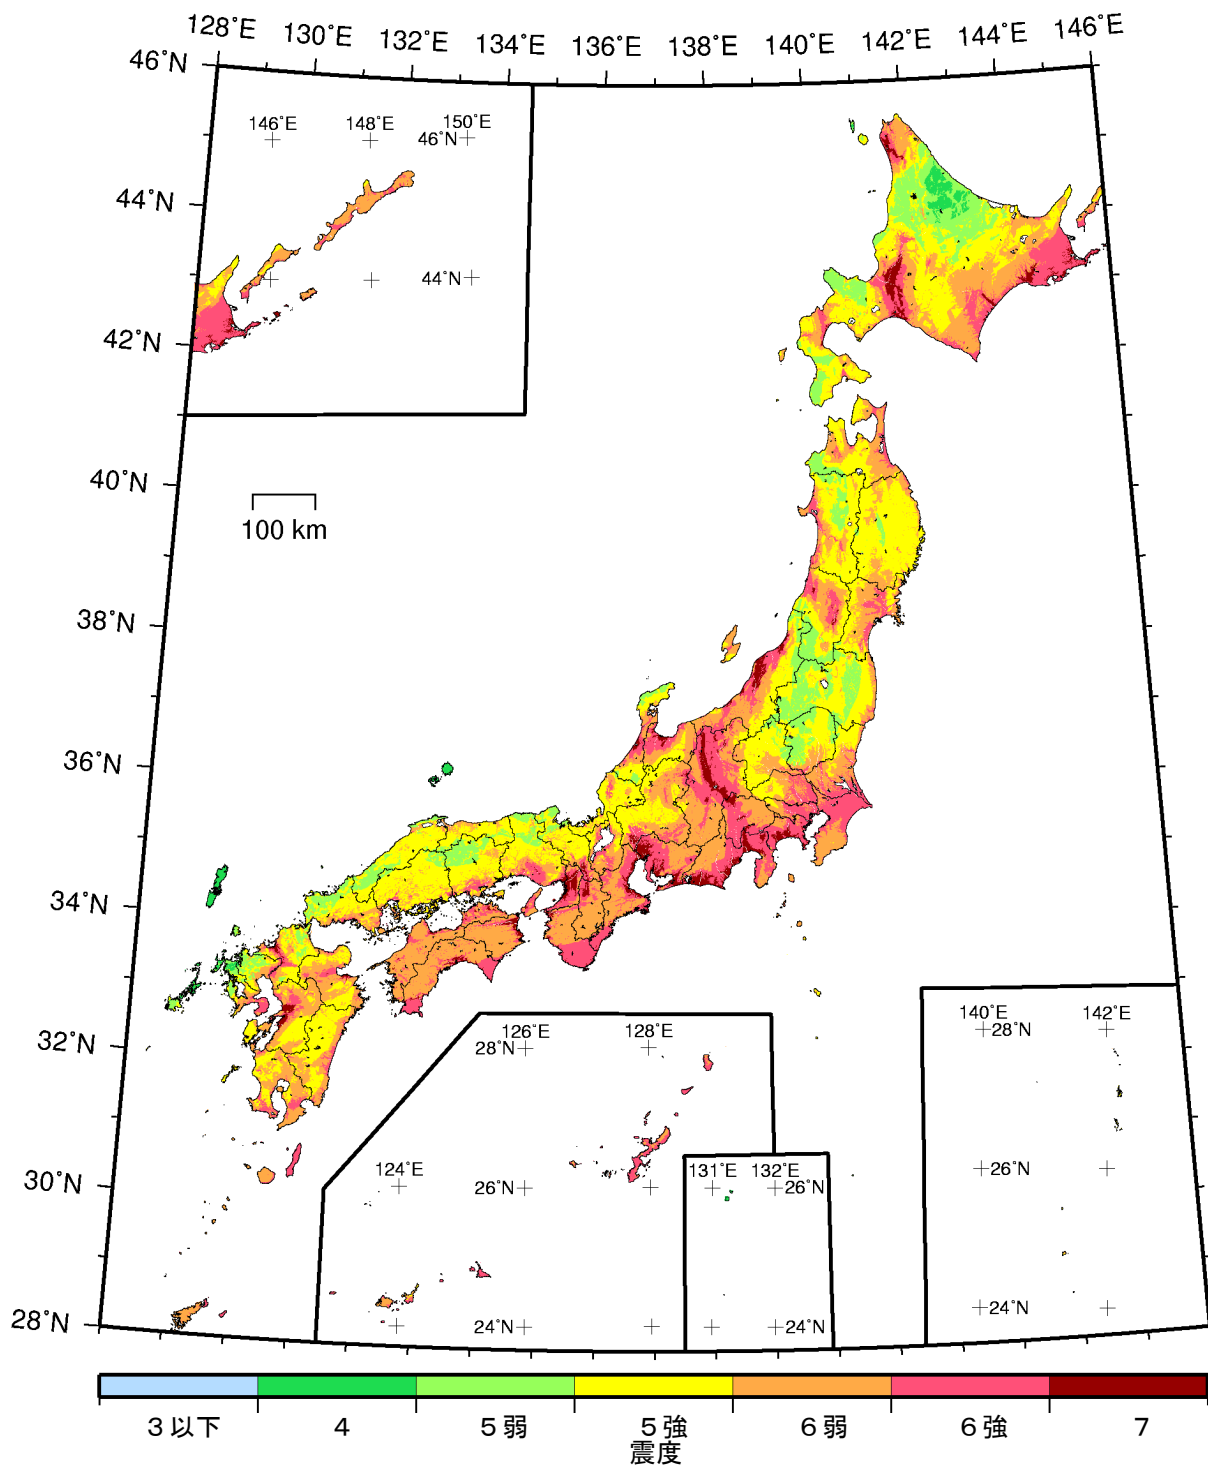 128°E 130°E 132°E 134°E 136°E 138°E 140°E 142°E 144°E 146°E
46°N
146°E 148°E 150°E
46°N
44°N
44°N
42°N
40°N
100 km
38°N
36°N
34°N
32°N
126°E 128°E
28°N
140°E 142°E
28°N
30°N
124°E
26°N
131°E 132°E
26°N
26°N
28°N
24°N
24°N
24°N
3以下 4 5弱 5強 6弱 6強 7
震度